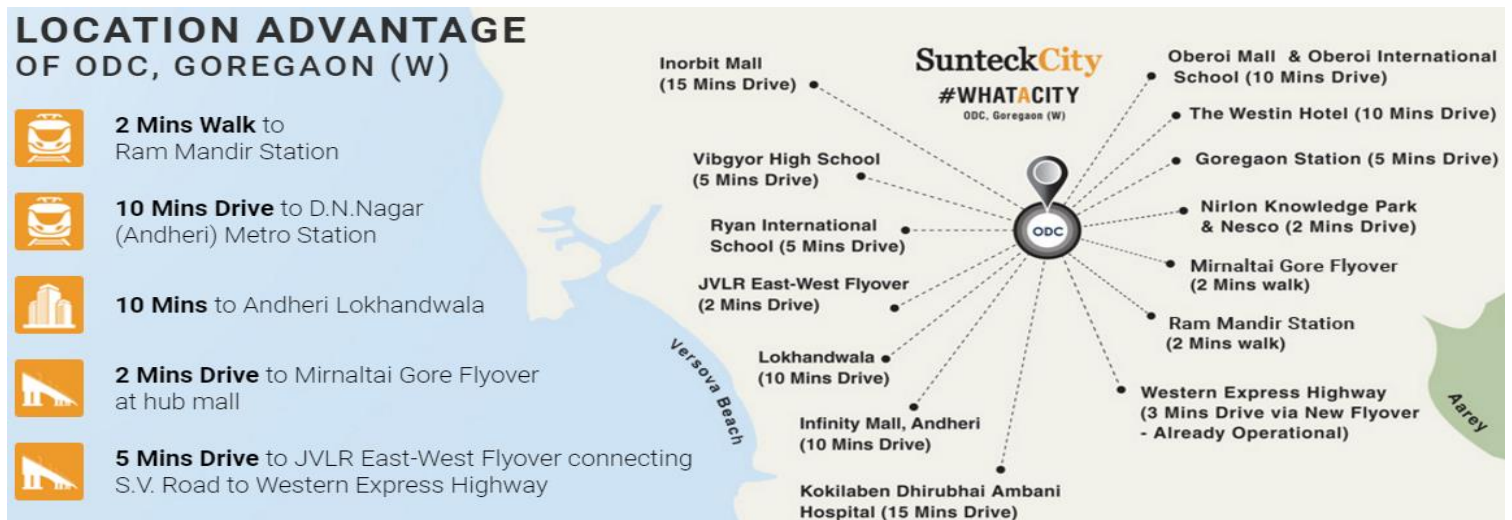 LOCATION ADVANTAGE
OF ODC, GOREGAON (W)
2 Mins Walk to
Ram Mandir Station
10 Mins Drive to D.N.Nagar
(Andheri) Metro Station
10 Mins to Andheri Lokhandwala
2 Mins Drive to Mirnaltai Gore Flyover
at hub mall
5 Mins Drive to JVLR East-West Flyover connecting
S.V. Road to Western Express Highway
SunteckCity
#WHATACITY
ODC, Goregaon (W)
Inorbit Mall
(15 Mins Drive)
Vibgyor High School
(5 Mins Drive)
Ryan International
School (5 Mins Drive)
JVLR East-West Flyover
(2 Mins Drive)
Lokhandwala
(10 Mins Drive)
Infinity Mall, Andheri
(10 Mins Drive)
Kokilaben Dhirubhai Ambani
Hospital (15 Mins Drive)
ODC
Oberoi Mall & Oberoi International
School (10 Mins Drive)
The Westin Hotel (10 Mins Drive)
Goregaon Station (5 Mins Drive)
Nirlon Knowledge Park
& Nesco (2 Mins Drive)
Mirnaltai Gore Flyover
(2 Mins walk)
Ram Mandir Station
(2 Mins walk)
Western Express Highway
(3 Mins Drive via New Flyover
- Already Operational)
Versova Beach
Aarey